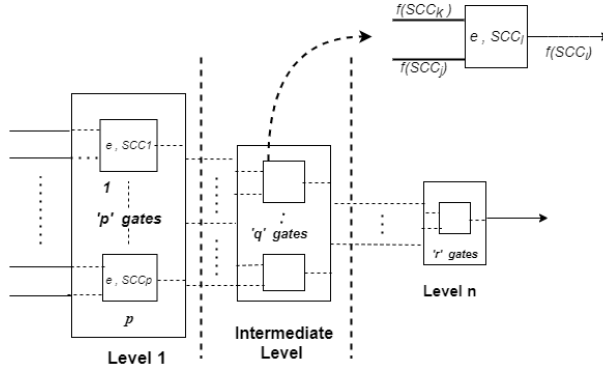 f(SCC_k)
e , SCC_l
f(SCC_j)
f(SCC_l)
e , SCC1
1
'p' gates
e , SCCp
p
Level 1
'q' gates
Intermediate
Level
'r' gates
Level n